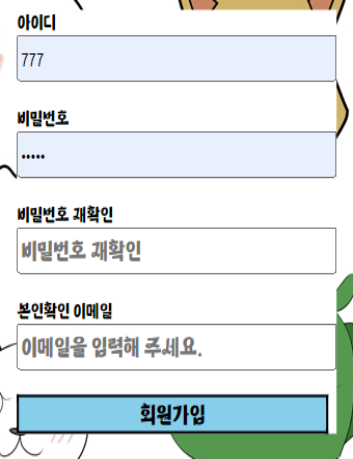 아이디
777
비밀번호
•••••
비밀번호 재확인
비밀번호 재확인
본인확인 이메일
이메일을 입력해 주세요.
회원가입